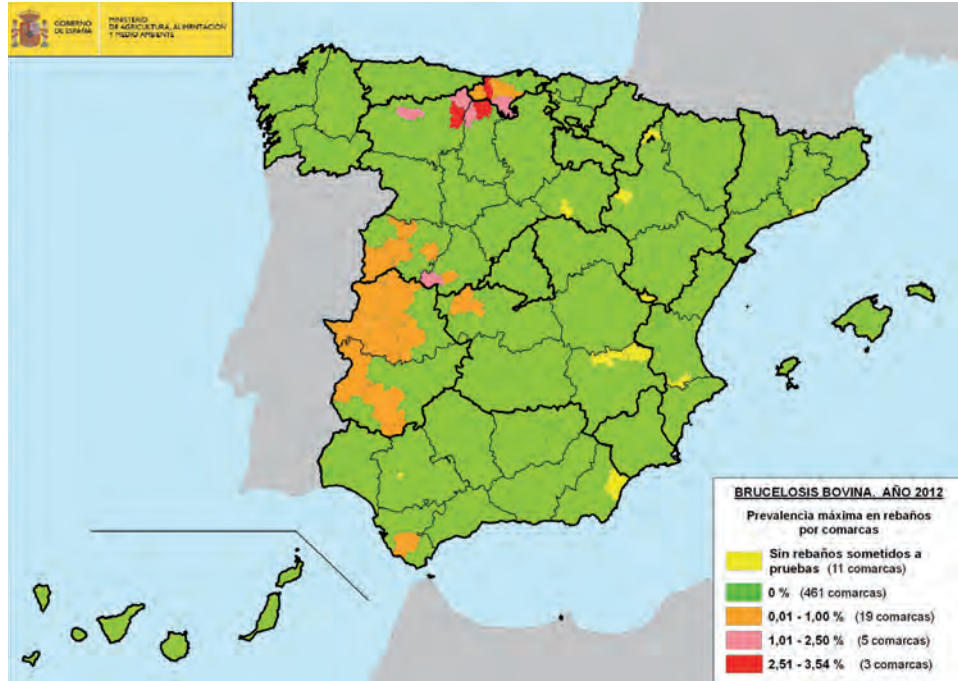 GOBIERNO
DE ESPAÑA
MINISTERIO
DE AGRICULTURA, ALIMENTACIÓN
Y MEDIO AMBIENTE
BRUCELOSIS BOVINA. AÑO 2012
Prevalencia máxima en rebaños
por comarcas
Sin rebaños sometidos a
pruebas (11 comarcas)
0 % (461 comarcas)
0,01 - 1,00 % (19 comarcas)
1,01 - 2,50 % (5 comarcas)
2,51 - 3,54 % (3 comarcas)